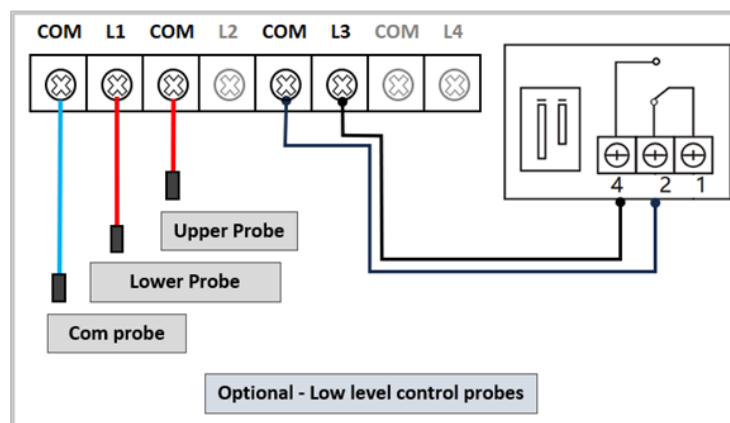 COM L1 COM L2 COM L3 COM L4
4 2 1
Upper Probe
Lower Probe
Com probe
Optional - Low level control probes